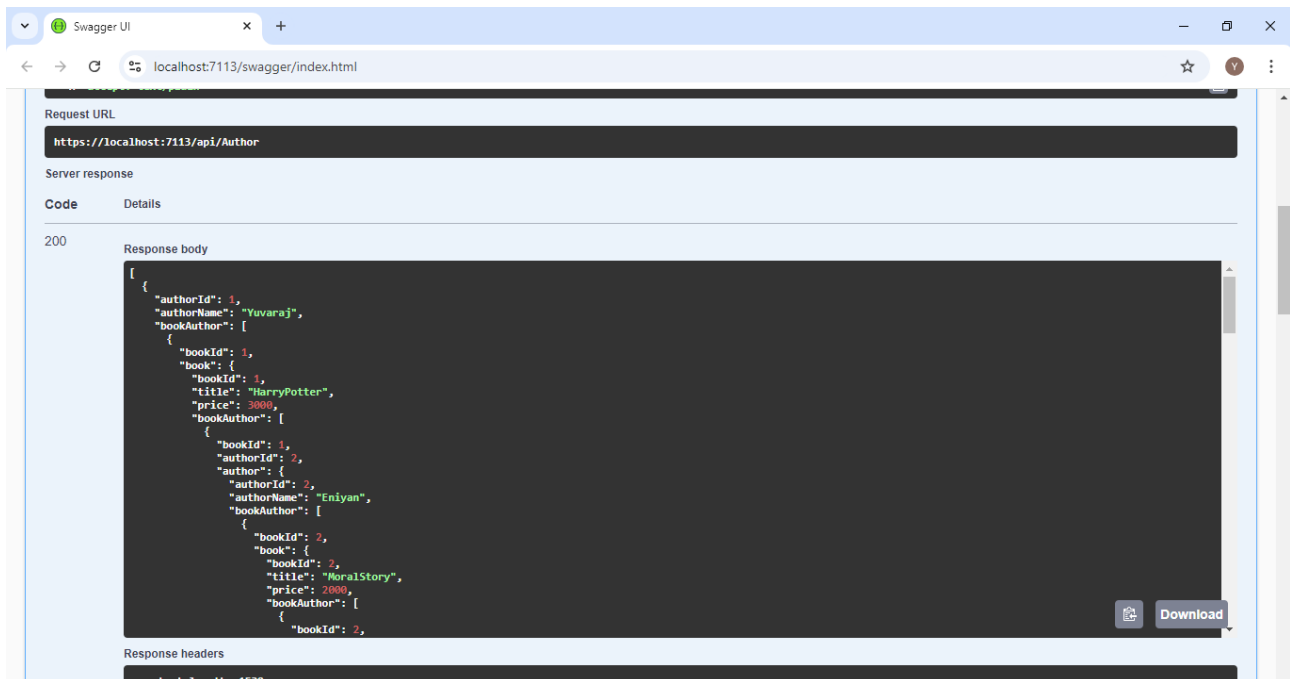 Swagger UI
localhost:7113/swagger/index.html
Y
Request URL
https://localhost:7113/api/Author
Server response
Code Details
200
Response body
[
{
"authorId": 1,
"authorName": "Yuvaraj",
"bookAuthor": [
{
"bookId": 1,
"book": {
"bookId": 1,
"title": "HarryPotter",
"price": 3000,
"bookAuthor": [
{
"bookId": 1,
"authorId": 2,
"author": {
"authorId": 2,
"authorName": "Eniyan",
"bookAuthor": [
{
"bookId": 2,
"book": {
"bookId": 2,
"title": "MoralStory",
"price": 2000,
"bookAuthor": [
{
"bookId": 2,
Download
Response headers